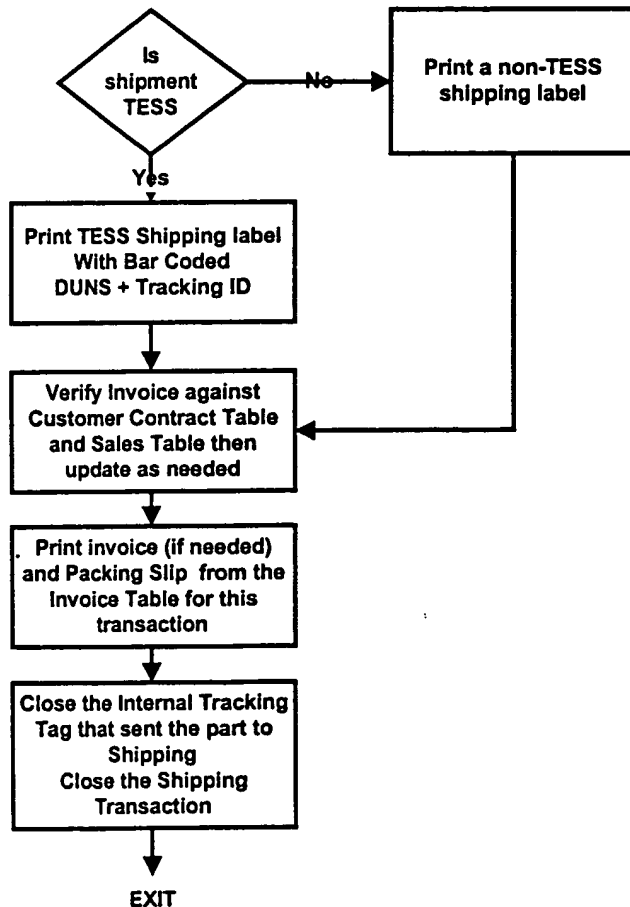 Is
shipment
TESS
No
Print a non-TESS
shipping label
Yes
Print TESS Shipping label
With Bar Coded
DUNS + Tracking ID
Verify Invoice against
Customer Contract Table
and Sales Table then
update as needed
Print invoice (if needed)
and Packing Slip from the
Invoice Table for this
transaction
Close the Internal Tracking
Tag that sent the part to
Shipping
Close the Shipping
Transaction
EXIT